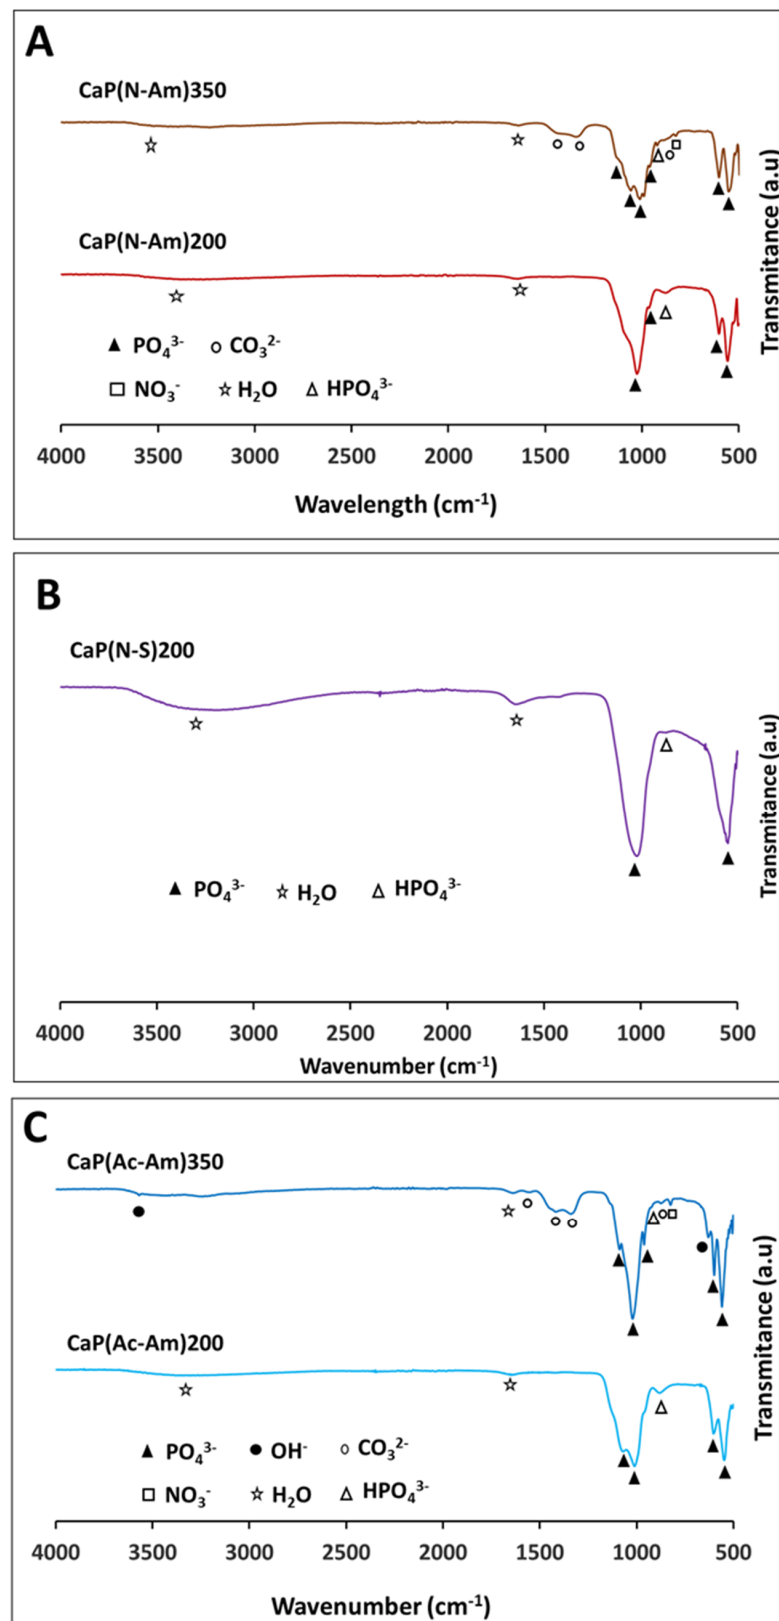 A
CaP(N-Am)350
CaP(N-Am)200
▲ PO₄³⁻ ○ CO₃²⁻
□ NO₃⁻ ☆ H₂O △ HPO₄³⁻
4000 3500 3000 2500 2000 1500 1000 500
Wavelength (cm⁻¹)
Transmitance (a.u)
B
CaP(N-S)200
▲ PO₄³⁻ ☆ H₂O △ HPO₄³⁻
4000 3500 3000 2500 2000 1500 1000 500
Wavenumber (cm⁻¹)
Transmitance (a.u)
C
CaP(Ac-Am)350
CaP(Ac-Am)200
▲ PO₄³⁻ ● OH⁻ ○ CO₃²⁻
□ NO₃⁻ ☆ H₂O △ HPO₄³⁻
4000 3500 3000 2500 2000 1500 1000 500
Wavenumber (cm⁻¹)
Transmitance (a.u)